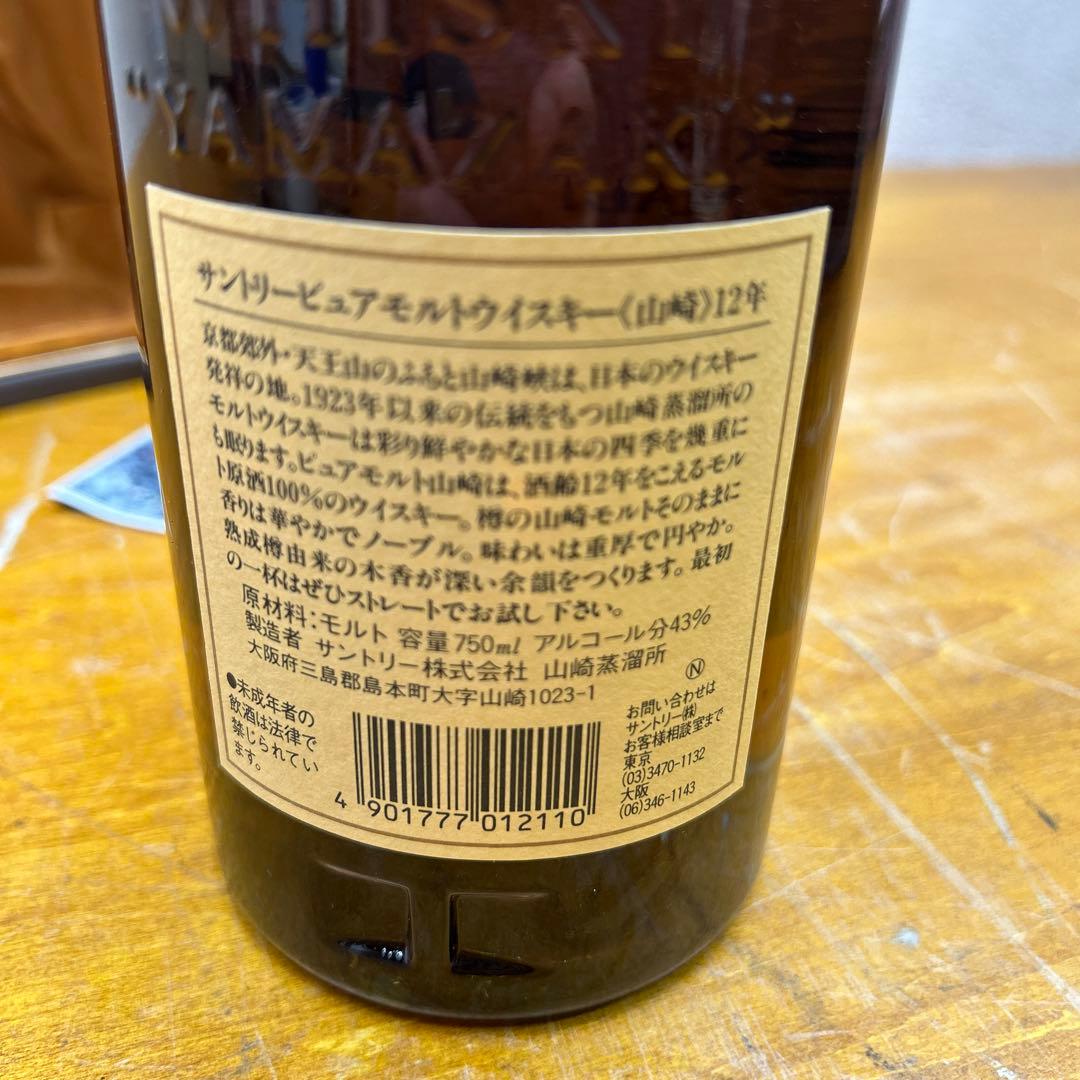 "YAMAZAKI"
サントリーピュアモルトウイスキー〈山崎〉12年
京都郊外・天王山のふもと山崎峡は、日本のウイスキー
発祥の地。1923年以来の伝統をもつ山崎蒸溜所の
モルトウイスキーは彩り鮮やかな日本の四季を幾重に
も眠ります。ピュアモルト山崎は、酒齢12年をこえるモル
ト原酒100%のウイスキー。樽の山崎モルトそのままに
香りは華やかでノーブル。味わいは重厚で円やか。
熟成樽由来の木香が深い余韻をつくります。最初
の一杯はぜひストレートでお試し下さい。
原材料:モルト 容量750ml アルコール分43%
製造者 サントリー株式会社 山崎蒸溜所
大阪府三島郡島本町大字山崎1023-1
●未成年者の
飲酒は法律で
禁じられてい
ます。
4 901777 012110
Ⓝ
お問い合わせは
サントリー㈱
お客様相談室まで
東京
(03)3470-1132
大阪
(06)346-1143